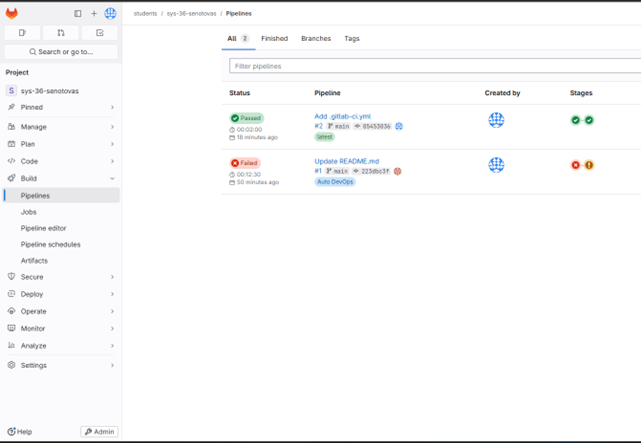 students / sys-36-senotovas / Pipelines
Search or go to...
Project
S sys-36-senotovas
Pinned
Manage
Plan
Code
Build
Pipelines
Jobs
Pipeline editor
Pipeline schedules
Artifacts
Secure
Deploy
Operate
Monitor
Analyze
Settings
Help
Admin
All 2 Finished Branches Tags
Filter pipelines
Status Pipeline Created by Stages
Passed Add .gitlab-ci.yml
#2 main 05453036
00:02:00
18 minutes ago
latest
Failed Update README.md
#1 main 223dbc3f
00:12:30
50 minutes ago
Auto DevOps